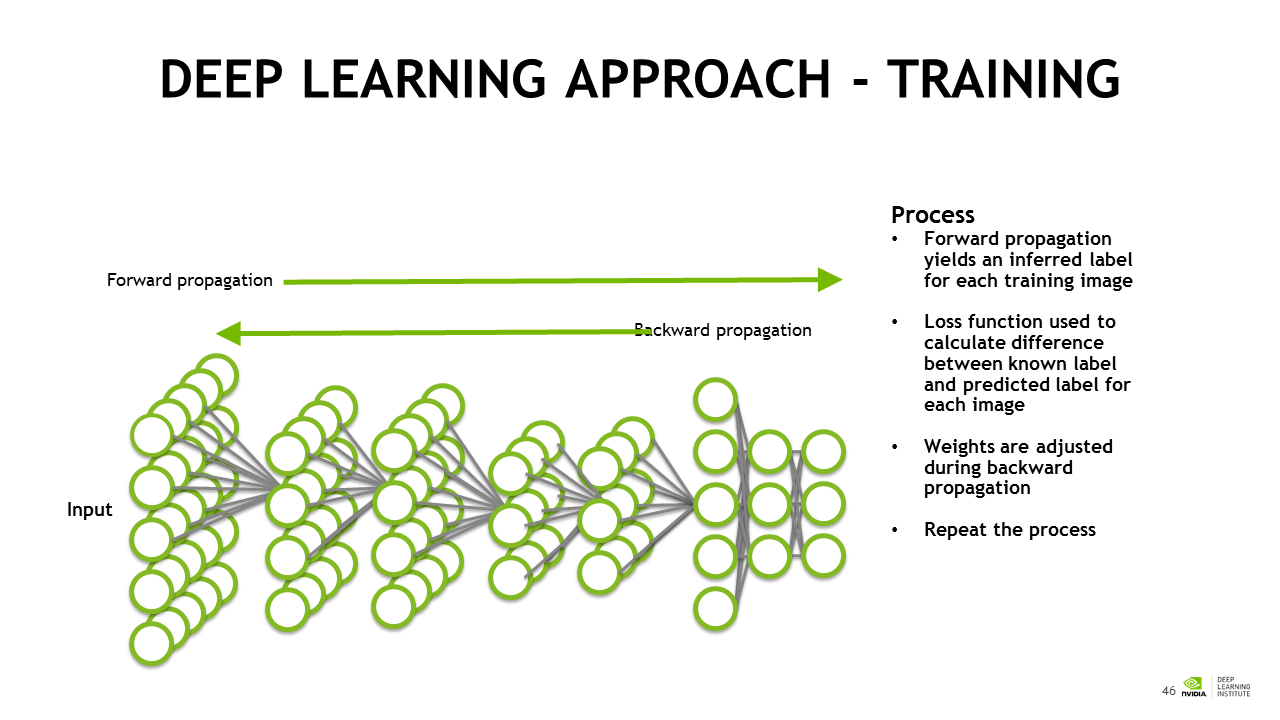 DEEP LEARNING APPROACH - TRAINING
Process
• Forward propagation
yields an inferred label
for each training image
• Loss function used to
calculate difference
between known label
and predicted label for
each image
• Weights are adjusted
during backward
propagation
• Repeat the process
Forward propagation
Backward propagation
Input
46
NVIDIA
DEEP
LEARNING
INSTITUTE